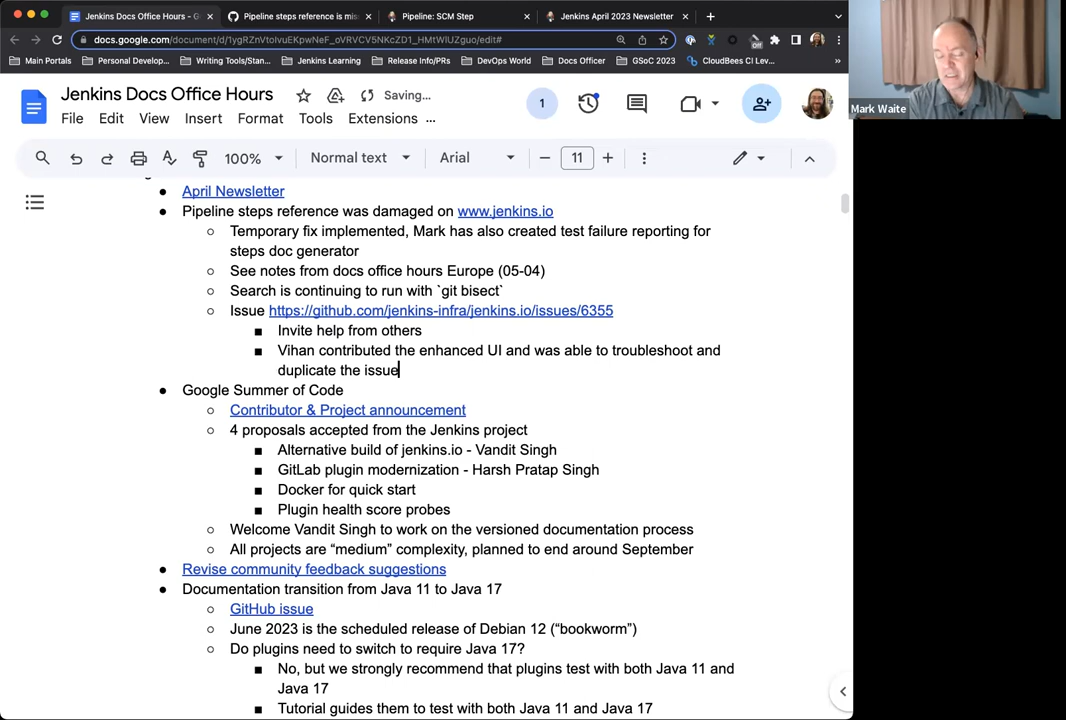 Jenkins Docs Office Hours - G
Pipeline steps reference is mis
Pipeline: SCM Step
Jenkins April 2023 Newsletter
docs.google.com/document/d/1ygRZnVtoIvuEKpwNeF_oVRVCV5NKcZD1_HMtWlUZguo/edit#
Off
Main Portals
Personal Develop...
Writing Tools/Stan...
Jenkins Learning
Release Info/PRs
DevOps World
Docs Officer
GSoC 2023
CloudBees CI Lev...
»
Mark Waite
Jenkins Docs Office Hours
Saving...
File Edit View Insert Format Tools Extensions ...
1
100% Normal text Arial 11
April Newsletter
Pipeline steps reference was damaged on www.jenkins.io
Temporary fix implemented, Mark has also created test failure reporting for
steps doc generator
See notes from docs office hours Europe (05-04)
Search is continuing to run with `git bisect`
Issue https://github.com/jenkins-infra/jenkins.io/issues/6355
Invite help from others
Vihan contributed the enhanced UI and was able to troubleshoot and
duplicate the issue
Google Summer of Code
Contributor & Project announcement
4 proposals accepted from the Jenkins project
Alternative build of jenkins.io - Vandit Singh
GitLab plugin modernization - Harsh Pratap Singh
Docker for quick start
Plugin health score probes
Welcome Vandit Singh to work on the versioned documentation process
All projects are “medium” complexity, planned to end around September
Revise community feedback suggestions
Documentation transition from Java 11 to Java 17
GitHub issue
June 2023 is the scheduled release of Debian 12 (“bookworm”)
Do plugins need to switch to require Java 17?
No, but we strongly recommend that plugins test with both Java 11 and
Java 17
Tutorial guides them to test with both Java 11 and Java 17